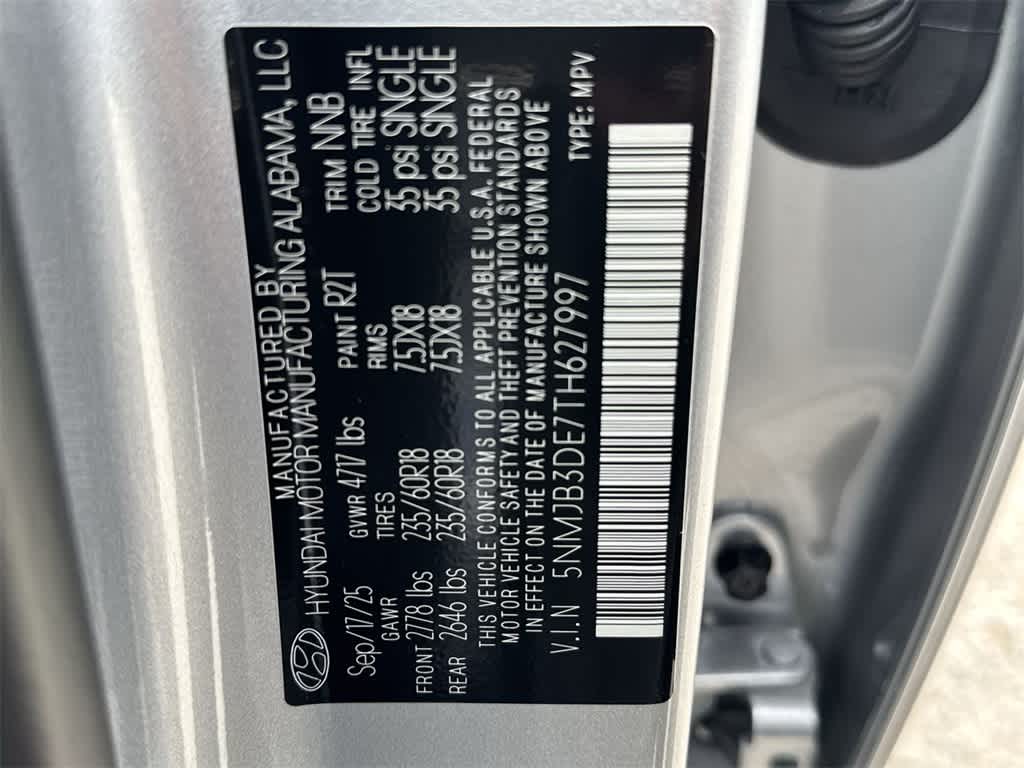 MANUFACTURED BY
HYUNDAI MOTOR MANUFACTURING ALABAMA, LLC
Sep/17/25 GVWR 4717 lbs PAINT R2T TRIM NNB
GAWR TIRES RIMS COLD TIRE INFL
FRONT 2778 lbs 235/60R18 7.5JX18 35 psi SINGLE
REAR 2646 lbs 235/60R18 7.5JX18 35 psi SINGLE
THIS VEHICLE CONFORMS TO ALL APPLICABLE U.S.A. FEDERAL
MOTOR VEHICLE SAFETY AND THEFT PREVENTION STANDARDS
IN EFFECT ON THE DATE OF MANUFACTURE SHOWN ABOVE
V.I.N 5NMJB3DE7TH627997 TYPE: MPV